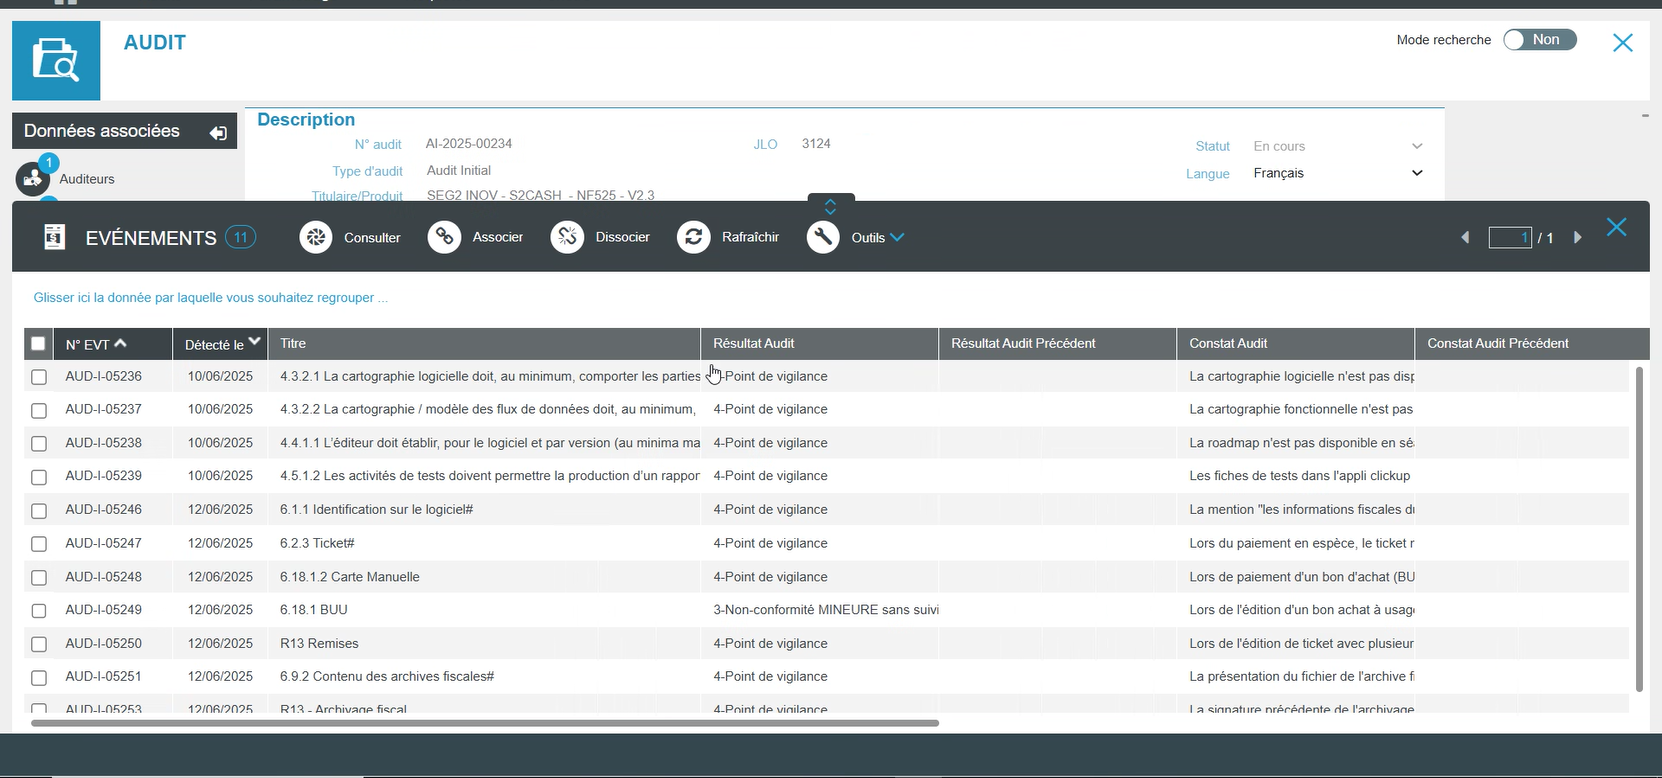 AUDIT
Mode recherche Non
Données associées
1
Auditeurs
Description
N° audit AI-2025-00234 JLO 3124 Statut En cours
Type d'audit Audit Initial Langue Français
Titulaire/Produit SEG2 INOV - S2CASH - NF525 - V2.3
EVÉNEMENTS 11 Consulter Associer Dissocier Rafraîchir Outils 1 / 1
Glisser ici la donnée par laquelle vous souhaitez regrouper ...
N° EVT Détecté le Titre Résultat Audit Résultat Audit Précédent Constat Audit Constat Audit Précédent
AUD-I-05236 10/06/2025 4.3.2.1 La cartographie logicielle doit, au minimum, comporter les parties 4-Point de vigilance La cartographie logicielle n'est pas disp
AUD-I-05237 10/06/2025 4.3.2.2 La cartographie / modèle des flux de données doit, au minimum, 4-Point de vigilance La cartographie fonctionnelle n'est pas
AUD-I-05238 10/06/2025 4.4.1.1 L'éditeur doit établir, pour le logiciel et par version (au minima ma 4-Point de vigilance La roadmap n'est pas disponible en sé
AUD-I-05239 10/06/2025 4.5.1.2 Les activités de tests doivent permettre la production d'un rappor 4-Point de vigilance Les fiches de tests dans l'appli clickup
AUD-I-05246 12/06/2025 6.1.1 Identification sur le logiciel# 4-Point de vigilance La mention "les informations fiscales du
AUD-I-05247 12/06/2025 6.2.3 Ticket# 4-Point de vigilance Lors du paiement en espèce, le ticket r
AUD-I-05248 12/06/2025 6.18.1.2 Carte Manuelle 4-Point de vigilance Lors de paiement d'un bon d'achat (BU
AUD-I-05249 12/06/2025 6.18.1 BUU 3-Non-conformité MINEURE sans suivi Lors de l'édition d'un bon achat à usag
AUD-I-05250 12/06/2025 R13 Remises 4-Point de vigilance Lors de l'édition de ticket avec plusieur
AUD-I-05251 12/06/2025 6.9.2 Contenu des archives fiscales# 4-Point de vigilance La présentation du fichier de l'archive fi
AUD-I-05253 12/06/2025 R13 - Archivage fiscal 4-Point de vigilance La signature précédente de l'archivage